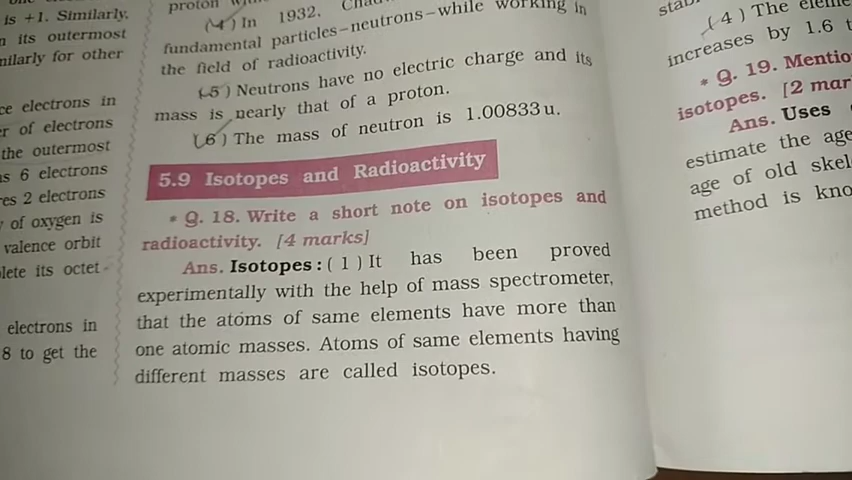 is +1. Similarly.
n its outermost
nilarly for other
ce electrons in
er of electrons
the outermost
as 6 electrons
res 2 electrons
of oxygen is
valence orbit
lete its octet
electrons in
8 to get the
proton
(4) In 1932,
fundamental particles–neutrons–while working in
the field of radioactivity.
(5) Neutrons have no electric charge and its
mass is nearly that of a proton.
(6) The mass of neutron is 1.00833 u.
5.9 Isotopes and Radioactivity
* Q. 18. Write a short note on isotopes and
radioactivity. [4 marks]
Ans. Isotopes : (1) It has been proved
experimentally with the help of mass spectrometer,
that the atoms of same elements have more than
one atomic masses. Atoms of same elements having
different masses are called isotopes.
(4) The
increases by 1.6
* Q. 19. Mentio
isotopes. [2 mar
Ans. Uses
estimate the age
age of old skel
method is kno